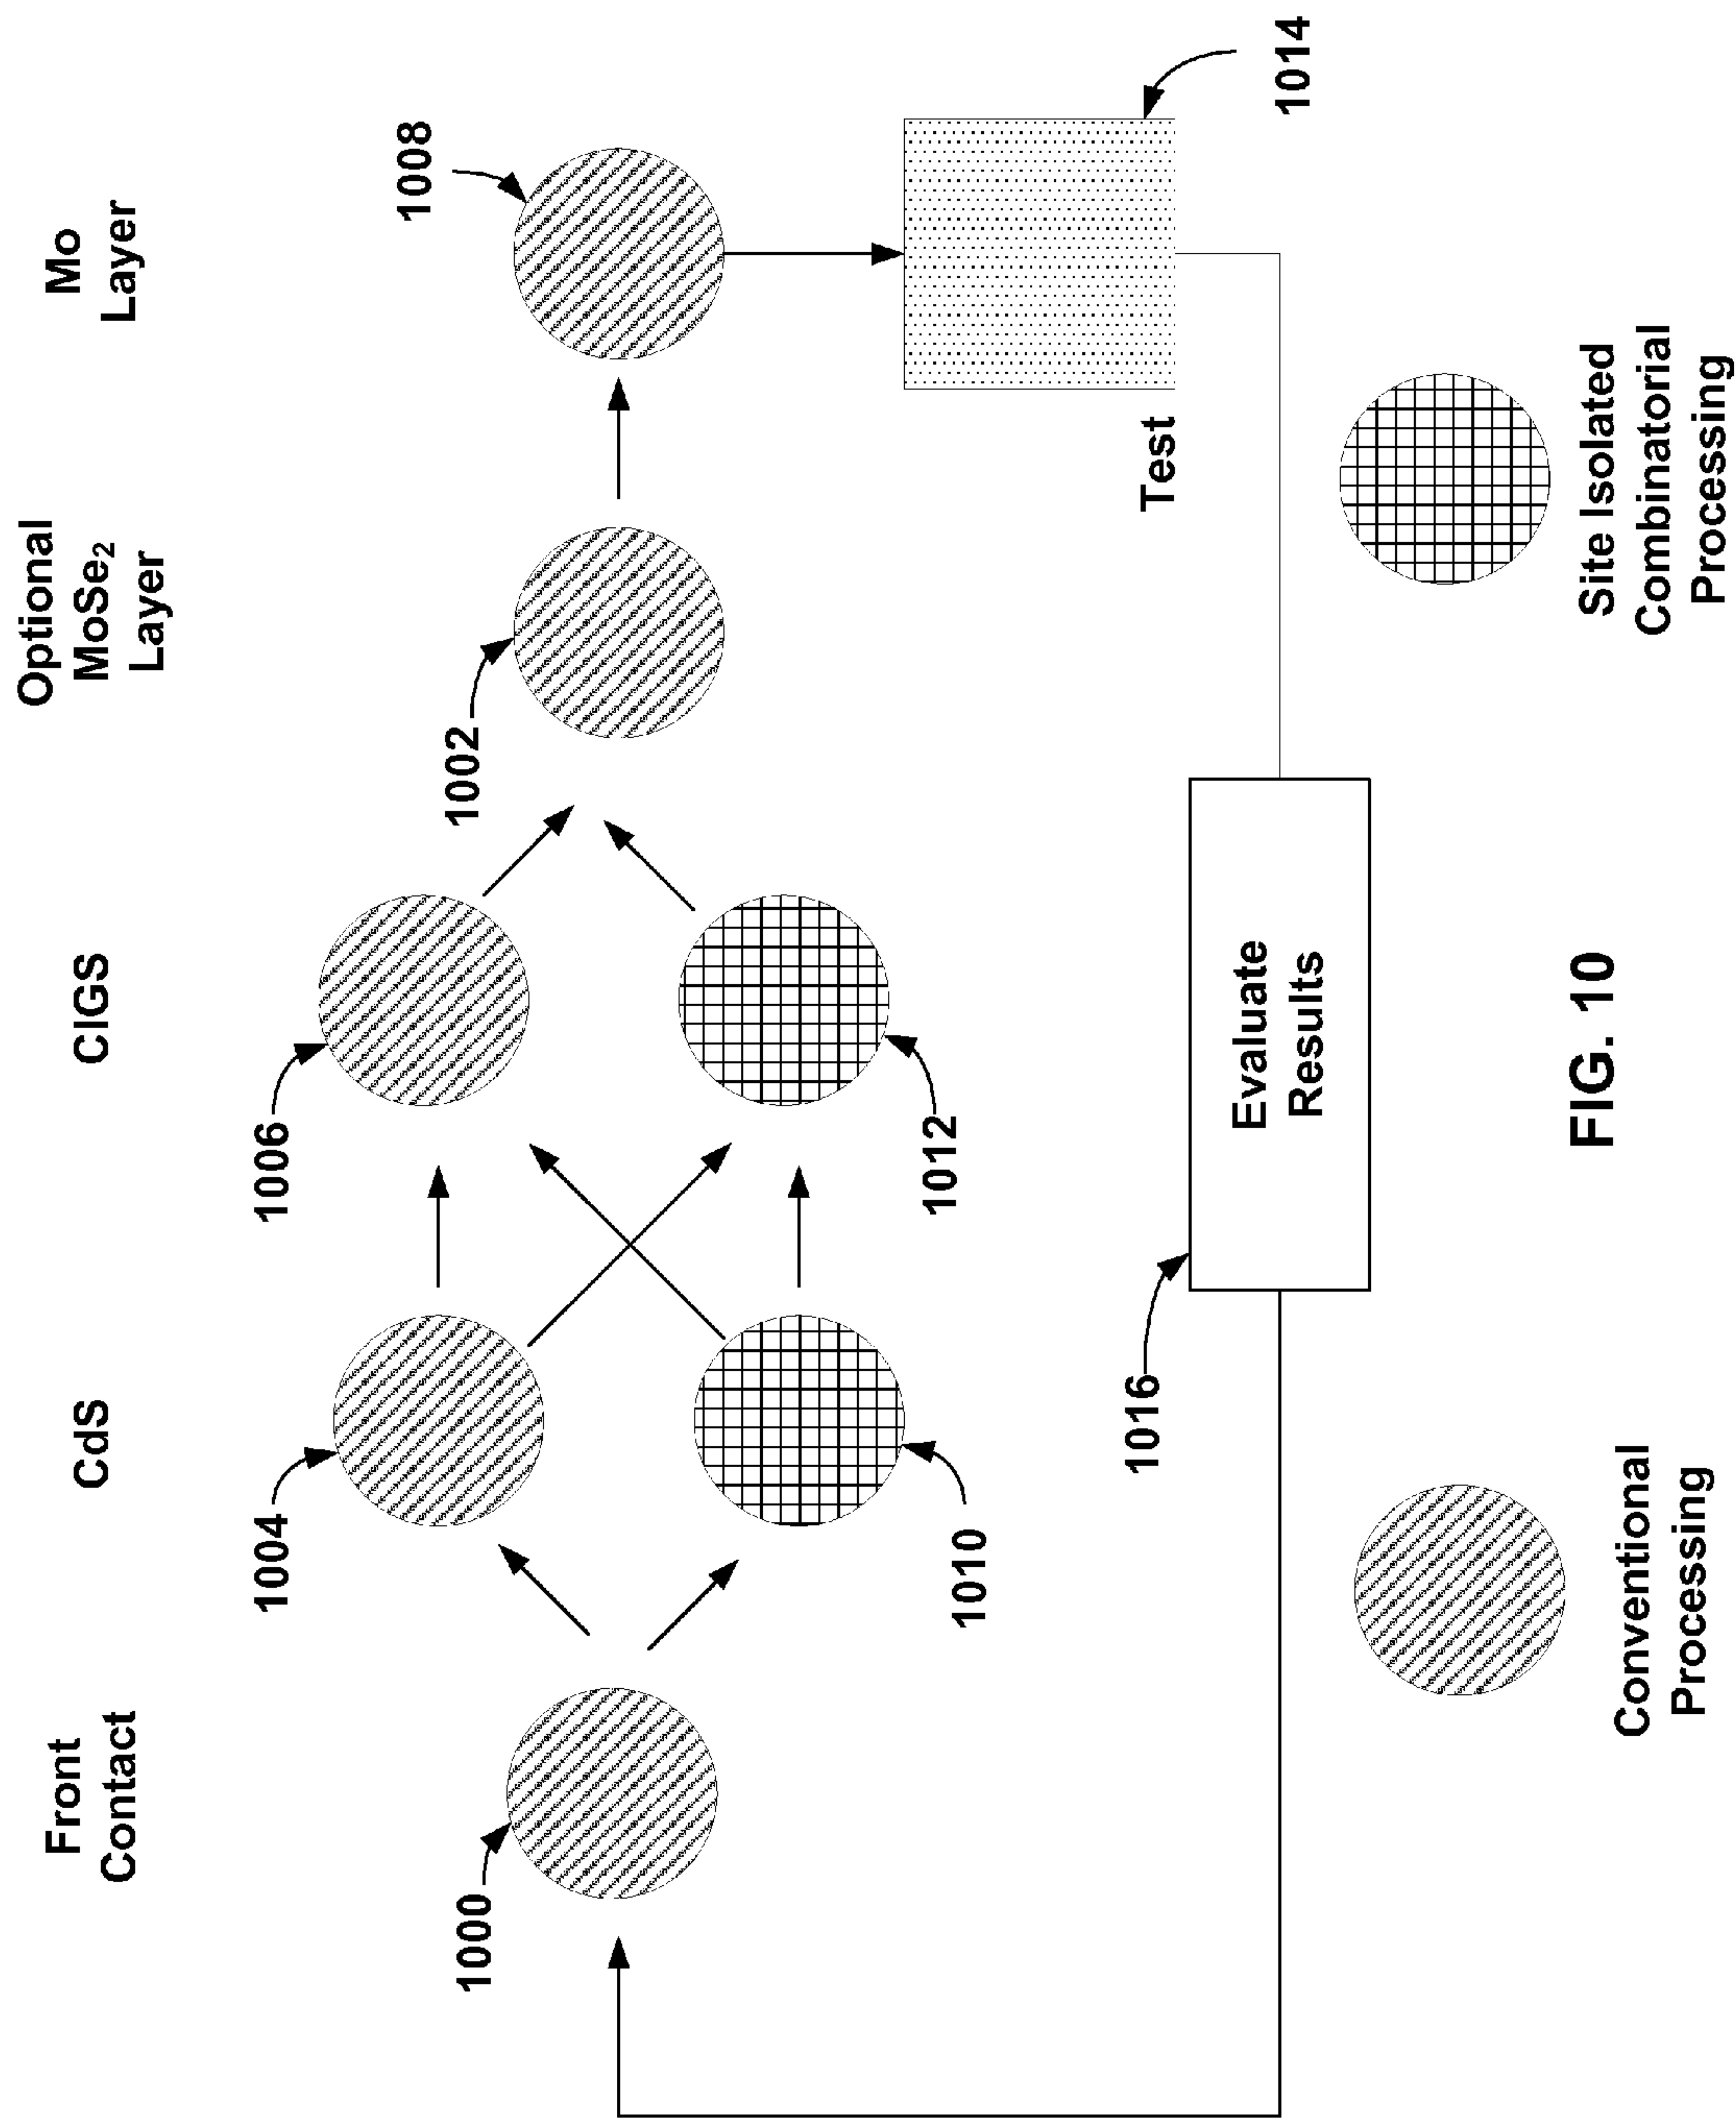 Front
Contact
CdS
CIGS
Optional
MoSe₂
Layer
Mo
Layer
1004
1006
1008
1000
1002
1010
1012
Test
1014
1016
Evaluate
Results
Conventional
Processing
Site Isolated
Combinatorial
Processing
FIG. 10